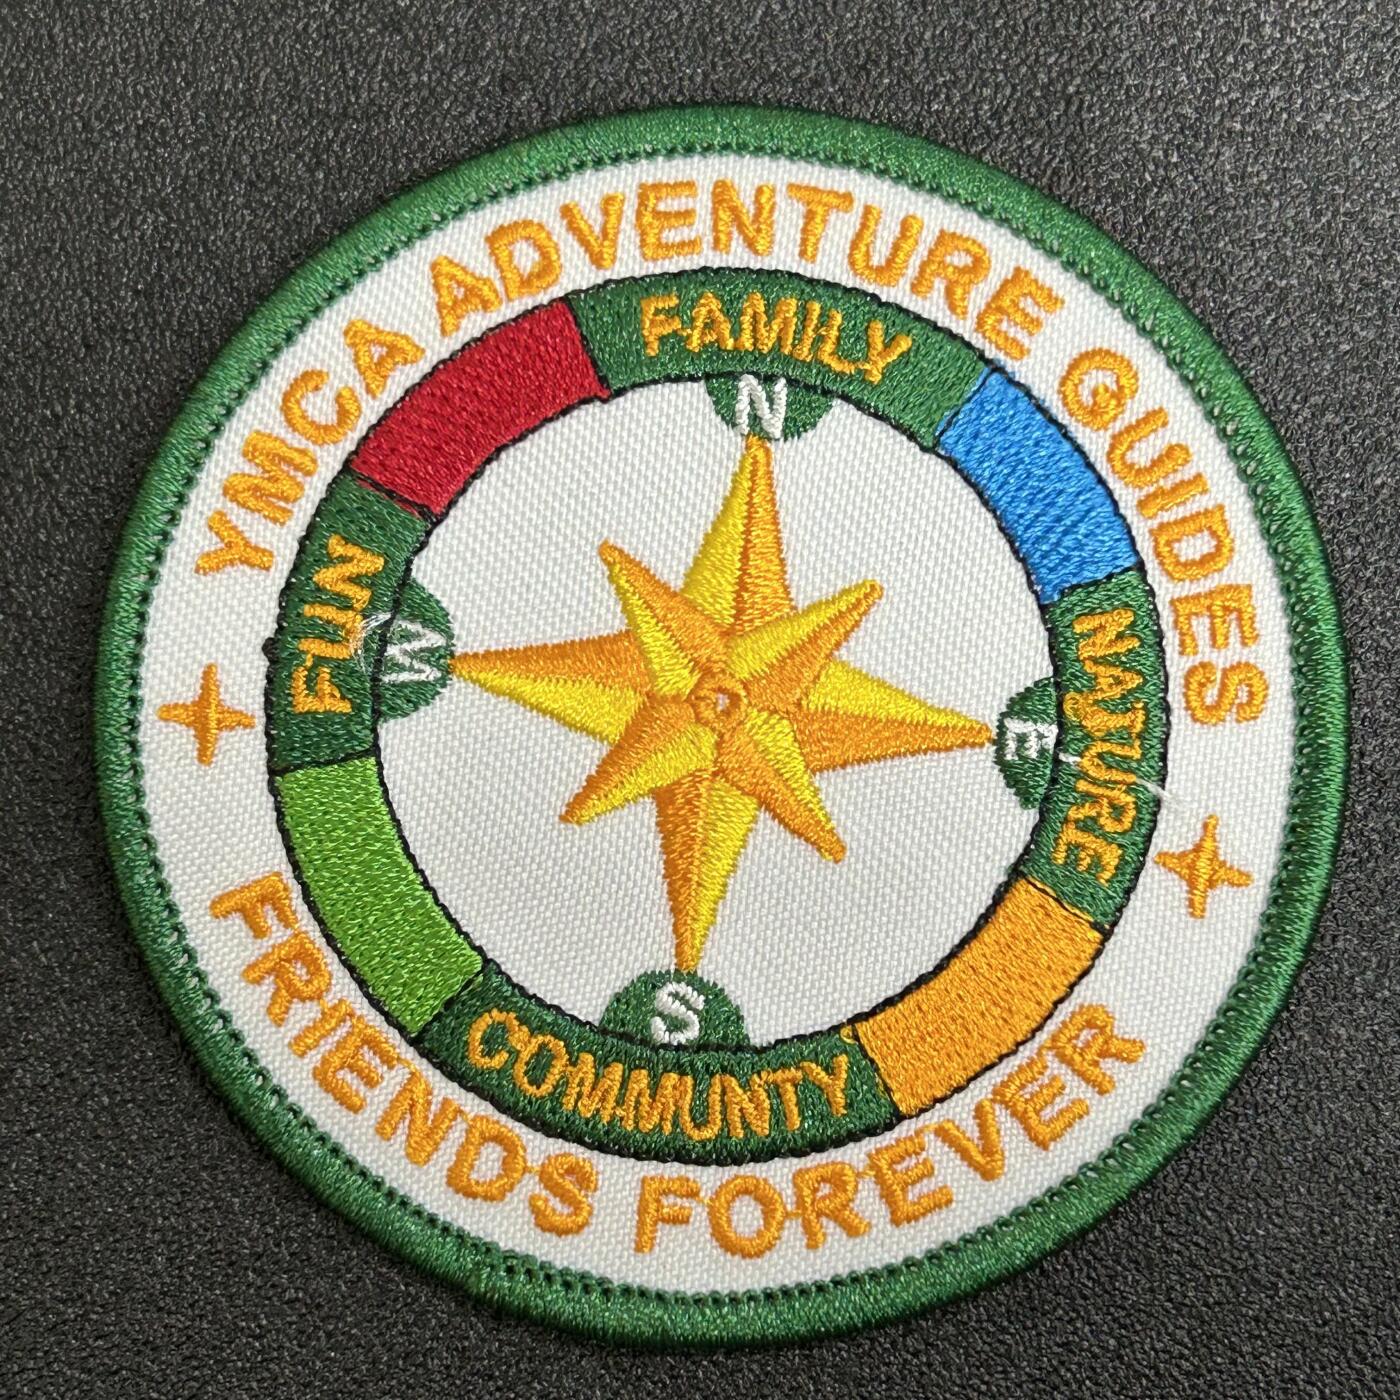 YMCA ADVENTURE GUIDES
FAMILY
N
FUN
W
E
NATURE
S
COMMUNTY
FRIENDS FOREVER